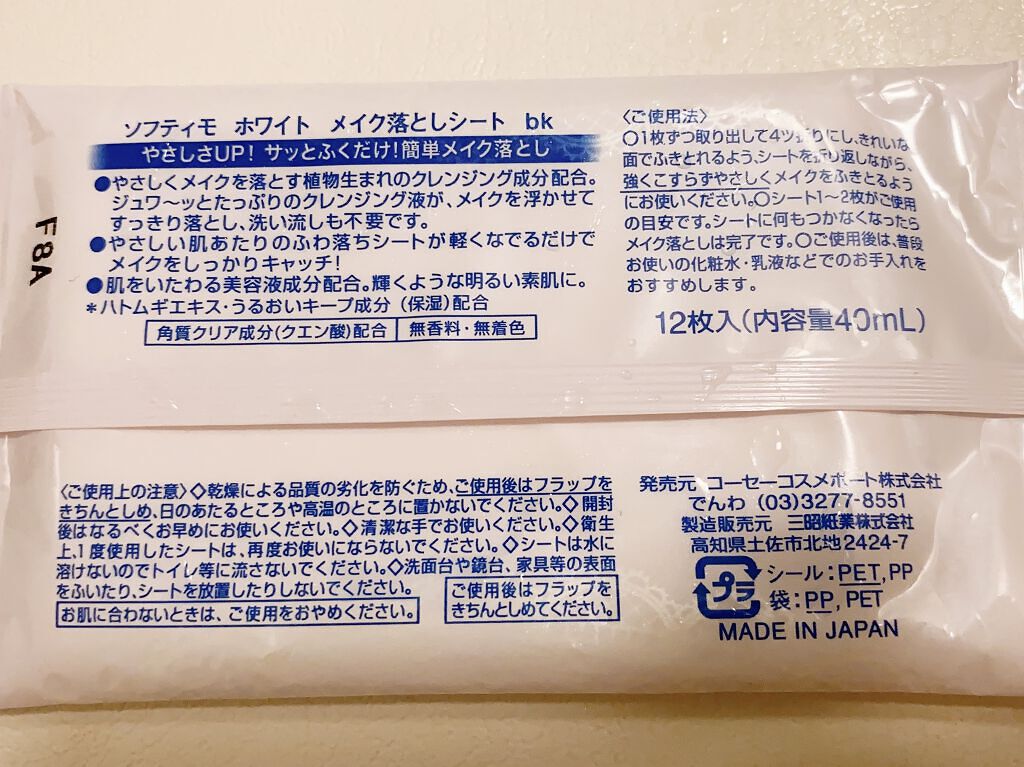 ソフティモ ホワイト メイク落としシート bk
やさしさUP! サッとふくだけ!簡単メイク落とし
●やさしくメイクを落とす植物生まれのクレンジング成分配合。
ジュワ〜ッとたっぷりのクレンジング液が、メイクを浮かせて
すっきり落とし、洗い流しも不要です。
●やさしい肌あたりのふわ落ちシートが軽くなでるだけで
メイクをしっかりキャッチ!
●肌をいたわる美容液成分配合。輝くような明るい素肌に。
*ハトムギエキス・うるおいキープ成分(保湿)配合
角質クリア成分(クエン酸)配合 無香料・無着色
F8A
〈ご使用法〉
○1枚ずつ取り出して4ツ折りにし、きれいな
面でふきとれるよう、シートを折り返しながら、
強くこすらずやさしくメイクをふきとるよう
にお使いください。○シート1〜2枚がご使用
の目安です。シートに何もつかなくなったら
メイク落としは完了です。○ご使用後は、普段
お使いの化粧水・乳液などでのお手入れを
おすすめします。
12枚入(内容量40mL)
〈ご使用上の注意〉◇乾燥による品質の劣化を防ぐため、ご使用後はフラップを
きちんとしめ、日のあたるところや高温のところに置かないでください。◇開封
後はなるべくお早めにお使いください。◇清潔な手でお使いください。◇衛生
上、1度使用したシートは、再度お使いにならないでください。◇シートは水に
溶けないのでトイレ等に流さないでください。◇洗面台や鏡台、家具等の表面
をふいたり、シートを放置したりしないでください。
お肌に合わないときは、ご使用をおやめください。
ご使用後はフラップを
きちんとしめてください。
発売元 コーセーコスメポート株式会社
でんわ (03)3277-8551
製造販売元 三昭紙業株式会社
高知県土佐市北地2424-7
プラ シール:PET,PP
袋:PP,PET
MADE IN JAPAN